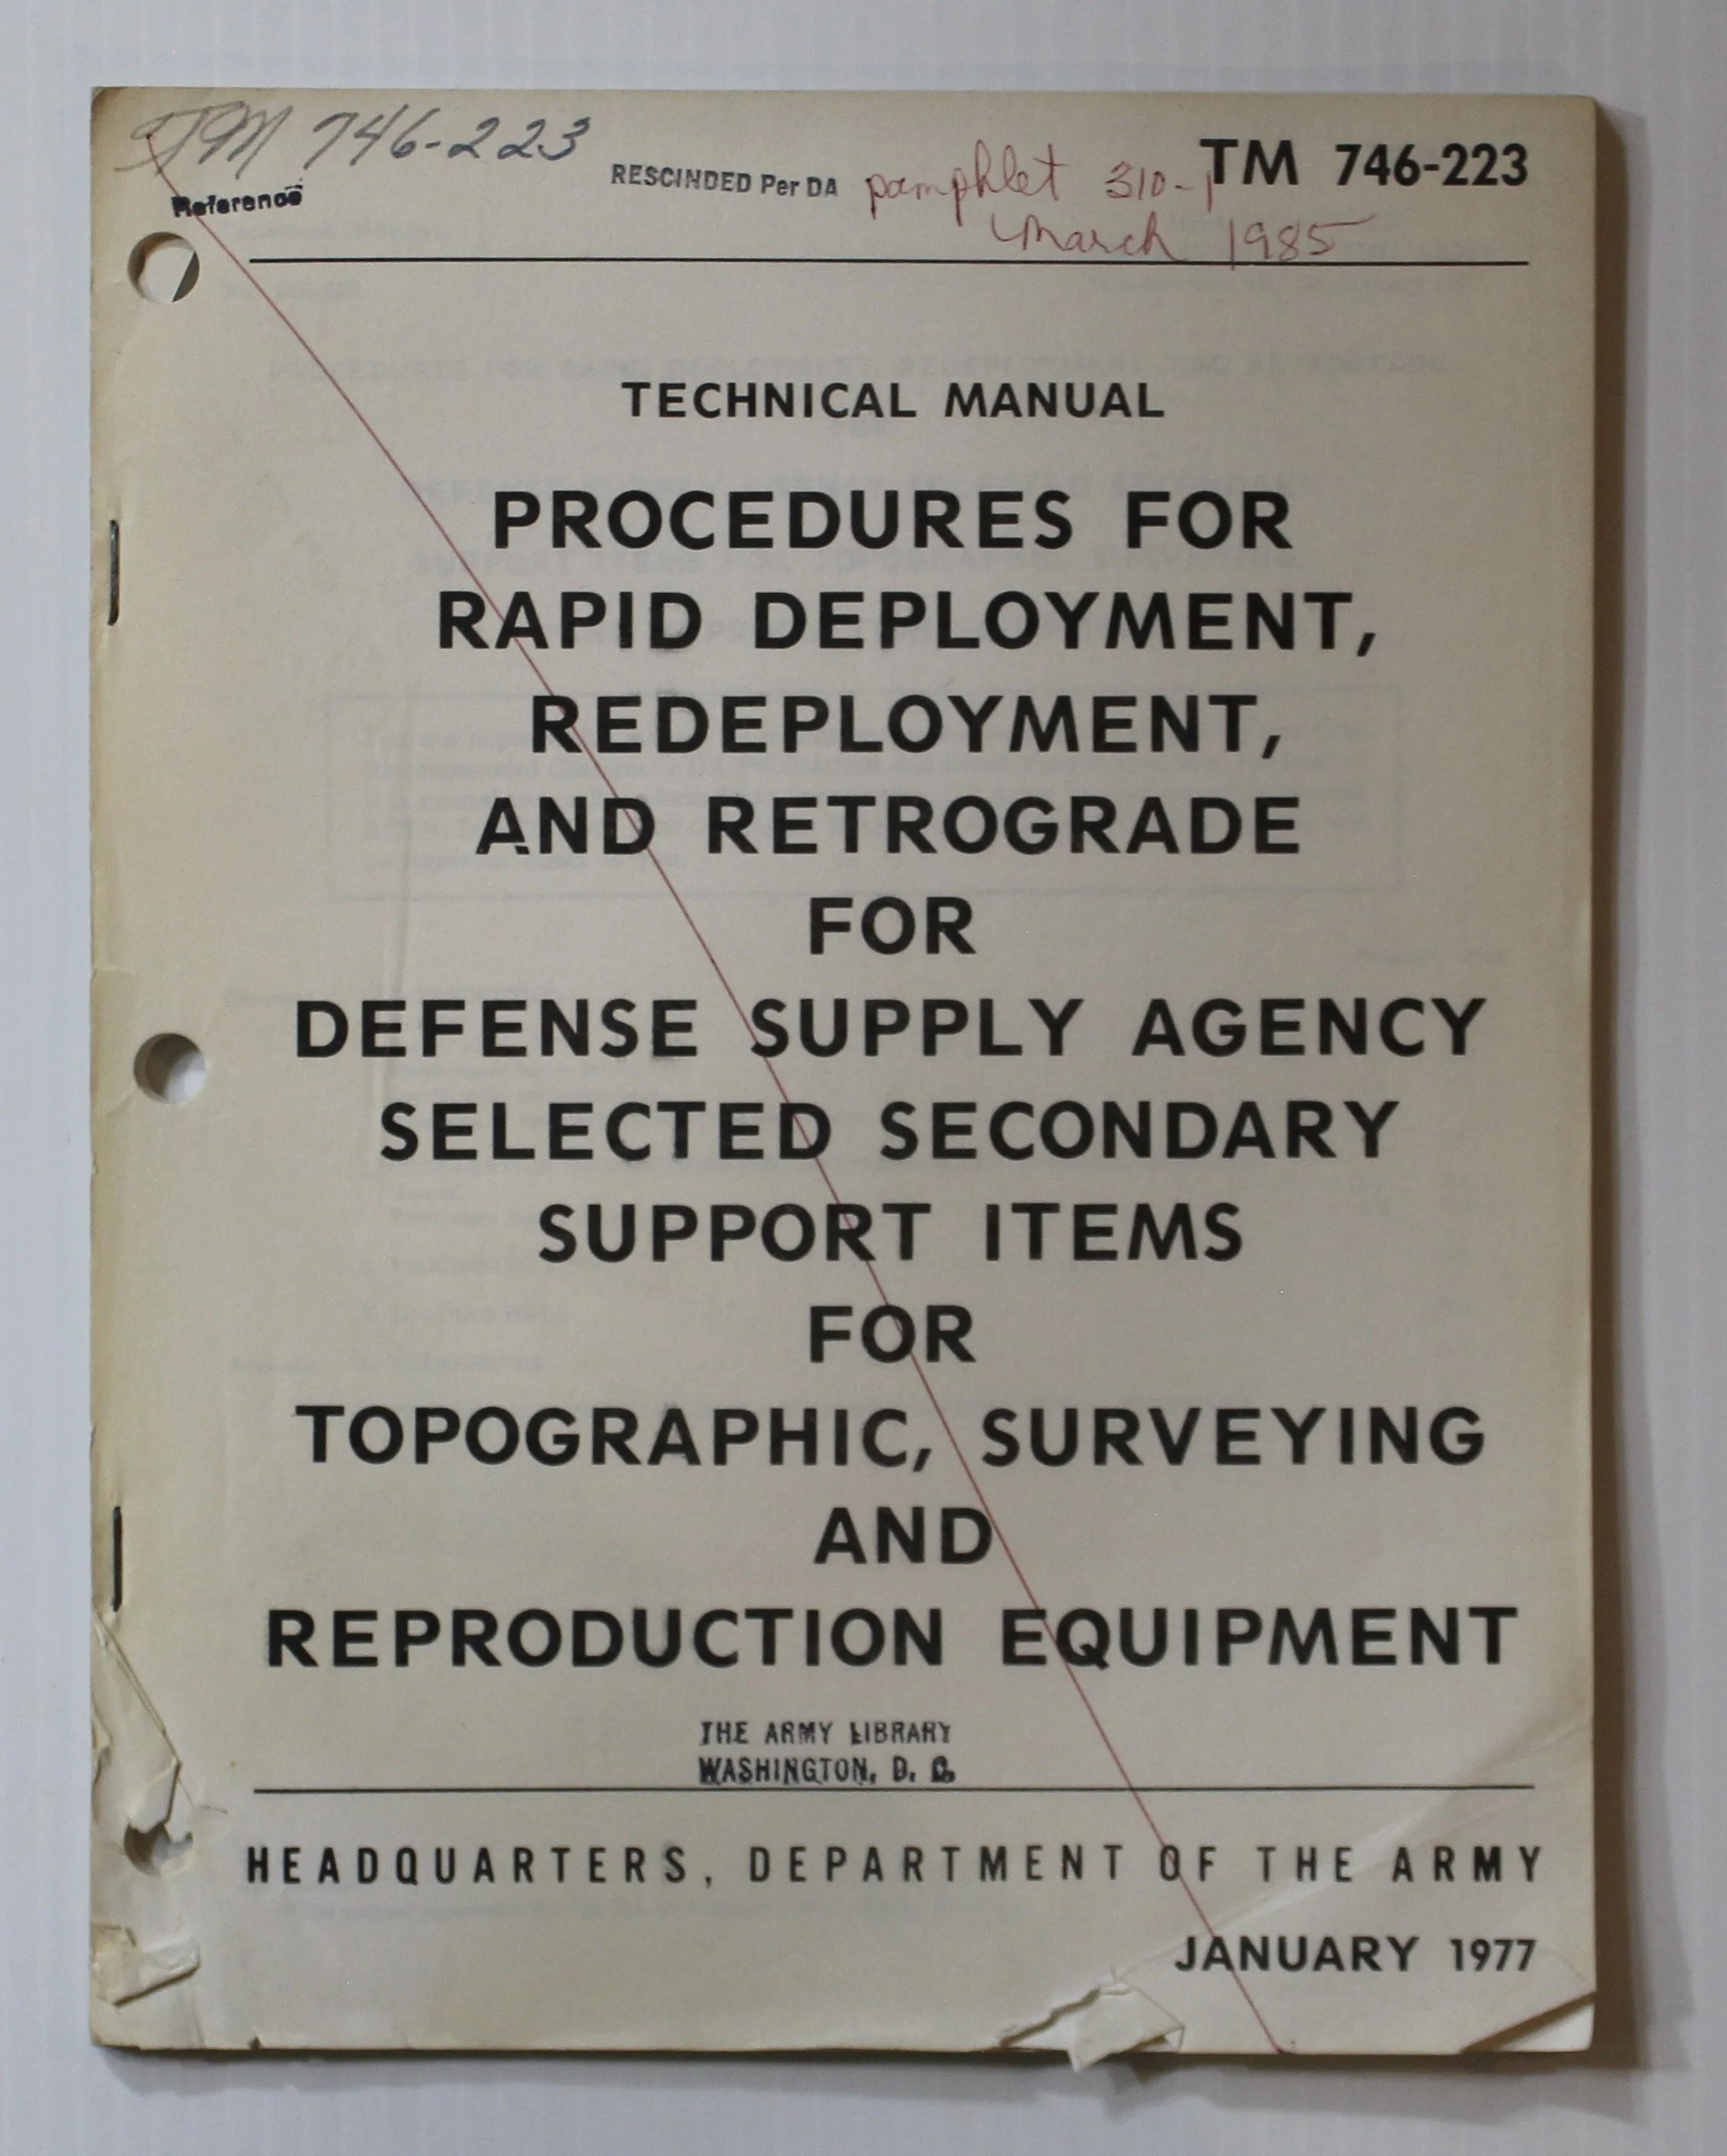 TM 746-223
Reference
RESCINDED Per DA pamphlet 310-1
March 1985
TM 746-223
TECHNICAL MANUAL
PROCEDURES FOR
RAPID DEPLOYMENT,
REDEPLOYMENT,
AND RETROGRADE
FOR
DEFENSE SUPPLY AGENCY
SELECTED SECONDARY
SUPPORT ITEMS
FOR
TOPOGRAPHIC, SURVEYING
AND
REPRODUCTION EQUIPMENT
THE ARMY LIBRARY
WASHINGTON, D. C.
HEADQUARTERS, DEPARTMENT OF THE ARMY
JANUARY 1977